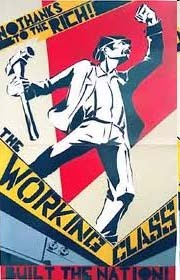 NO THANKS
TO THE RICH!
THE
WORKING
CLASS
BUILT THE NATION!